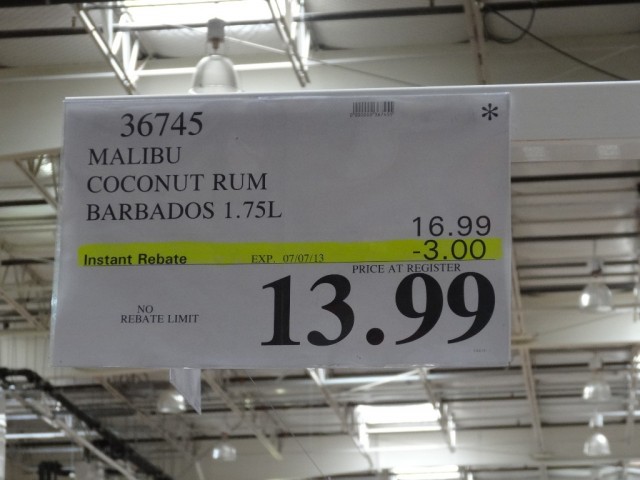 36745
*
MALIBU
COCONUT RUM
BARBADOS 1.75L
16.99
Instant Rebate EXP. 07/07/13 -3.00
PRICE AT REGISTER
NO
REBATE LIMIT
13.99